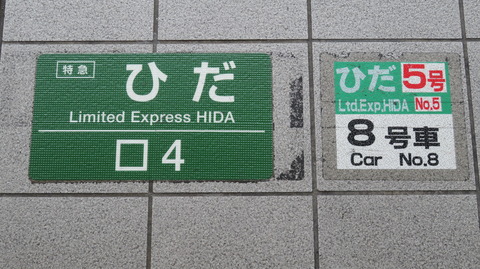 特急
ひだ
Limited Express HIDA
□4
ひだ 5号
Ltd.Exp.HIDA No.5
8号車
Car No.8